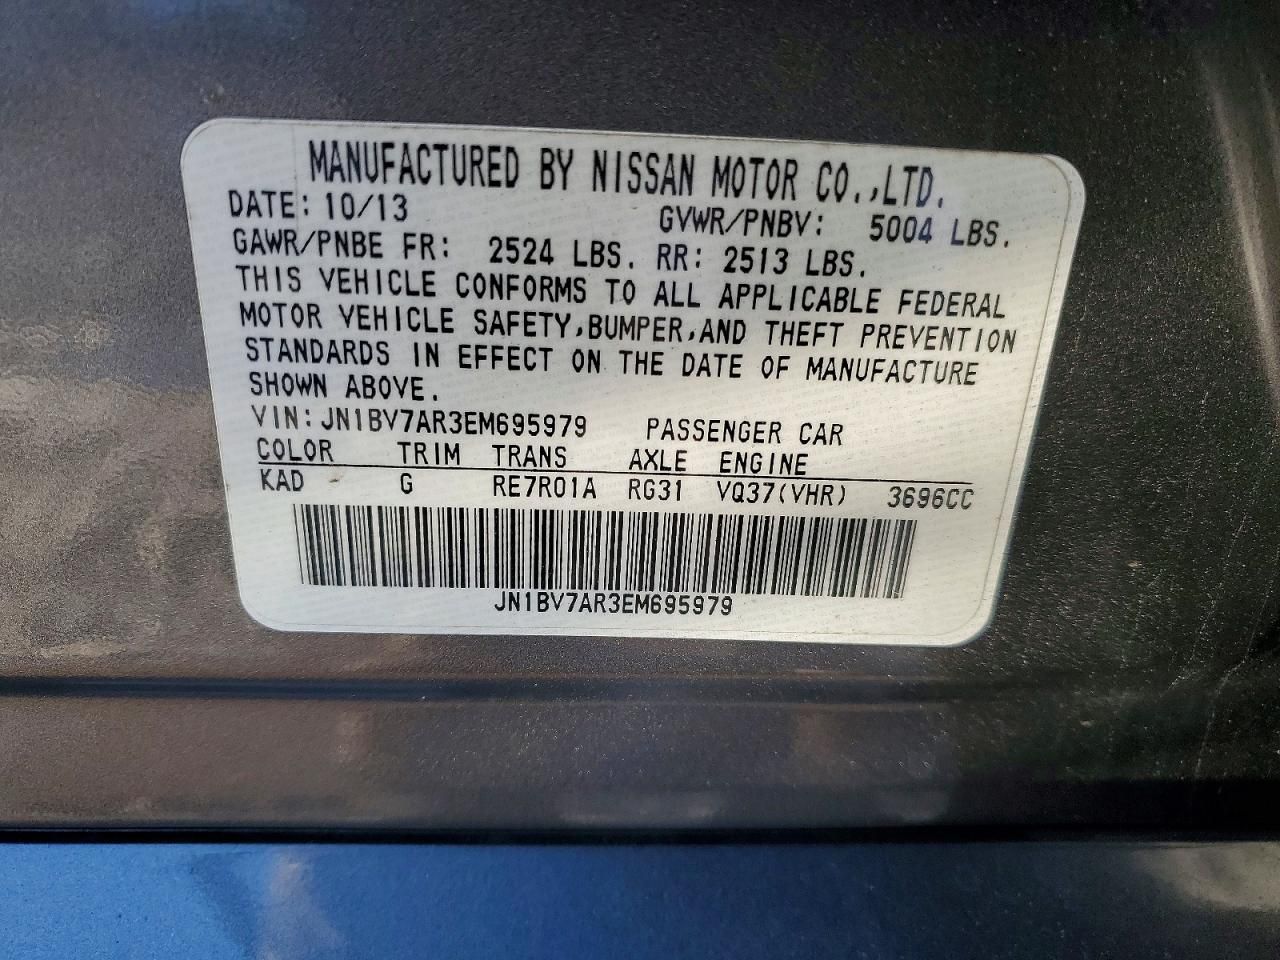 MANUFACTURED BY NISSAN MOTOR CO.,LTD.
DATE: 10/13 GVWR/PNBV: 5004 LBS.
GAWR/PNBE FR: 2524 LBS. RR: 2513 LBS.
THIS VEHICLE CONFORMS TO ALL APPLICABLE FEDERAL
MOTOR VEHICLE SAFETY,BUMPER,AND THEFT PREVENTION
STANDARDS IN EFFECT ON THE DATE OF MANUFACTURE
SHOWN ABOVE.
VIN:JN1BV7AR3EM695979 PASSENGER CAR
COLOR TRIM TRANS AXLE ENGINE
KAD G RE7R01A RG31 VQ37(VHR) 3696CC
JN1BV7AR3EM695979